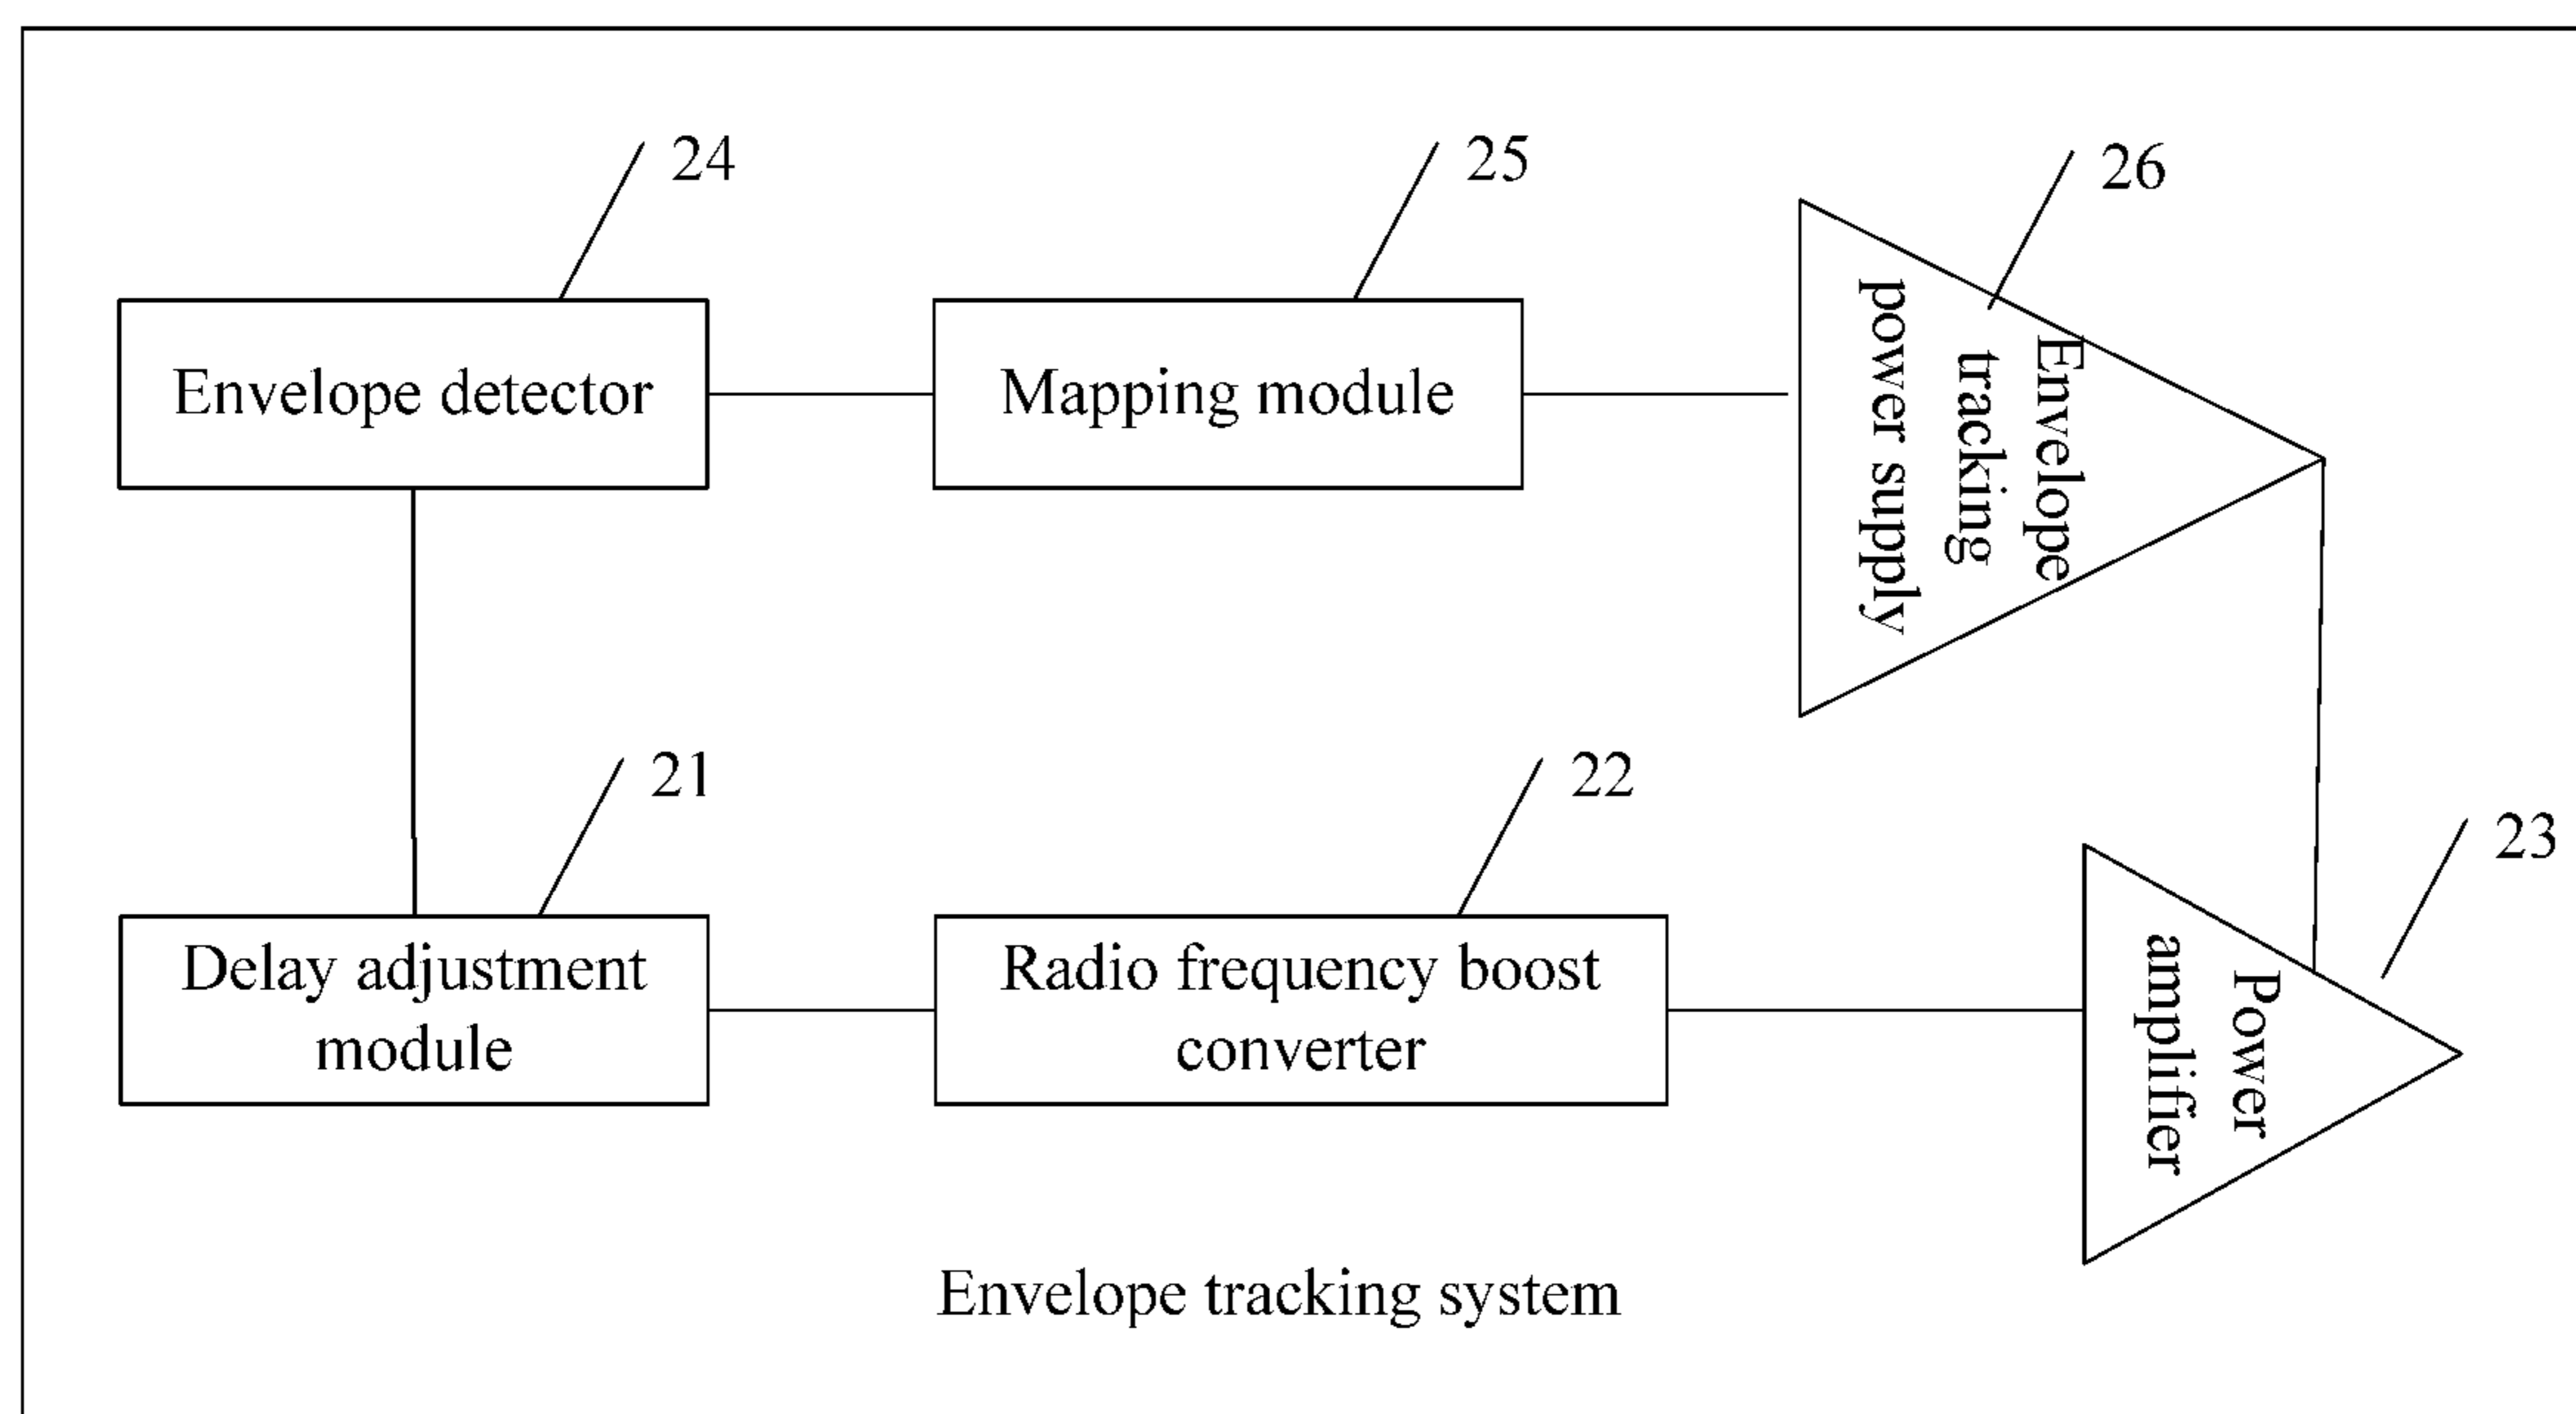 24
25
26
Envelope detector
Mapping module
Envelope
tracking
power supply
21
22
23
Delay adjustment
module
Radio frequency boost
converter
Power
amplifier
Envelope tracking system